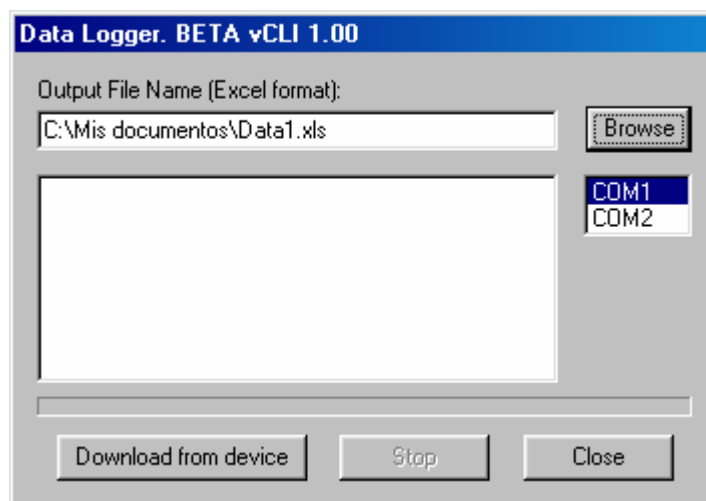 Data Logger. BETA vCLI 1.00
Output File Name (Excel format):
C:\Mis documentos\Data1.xls
Browse
COM1
COM2
Download from device
Stop
Close